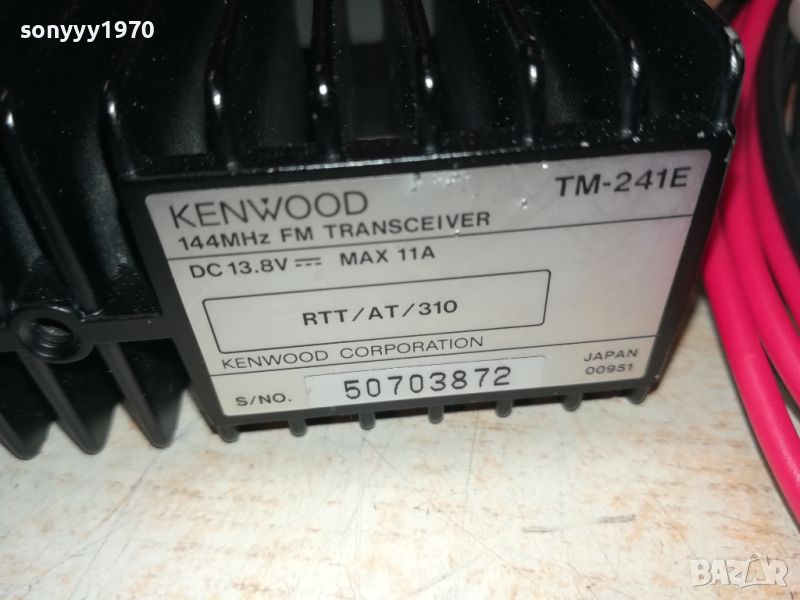 sonyyy1970
KENWOOD TM-241E
144MHz FM TRANSCEIVER
DC 13.8V MAX 11A
RTT/AT/310
KENWOOD CORPORATION JAPAN
S/NO. 50703872 00951
BAZAR